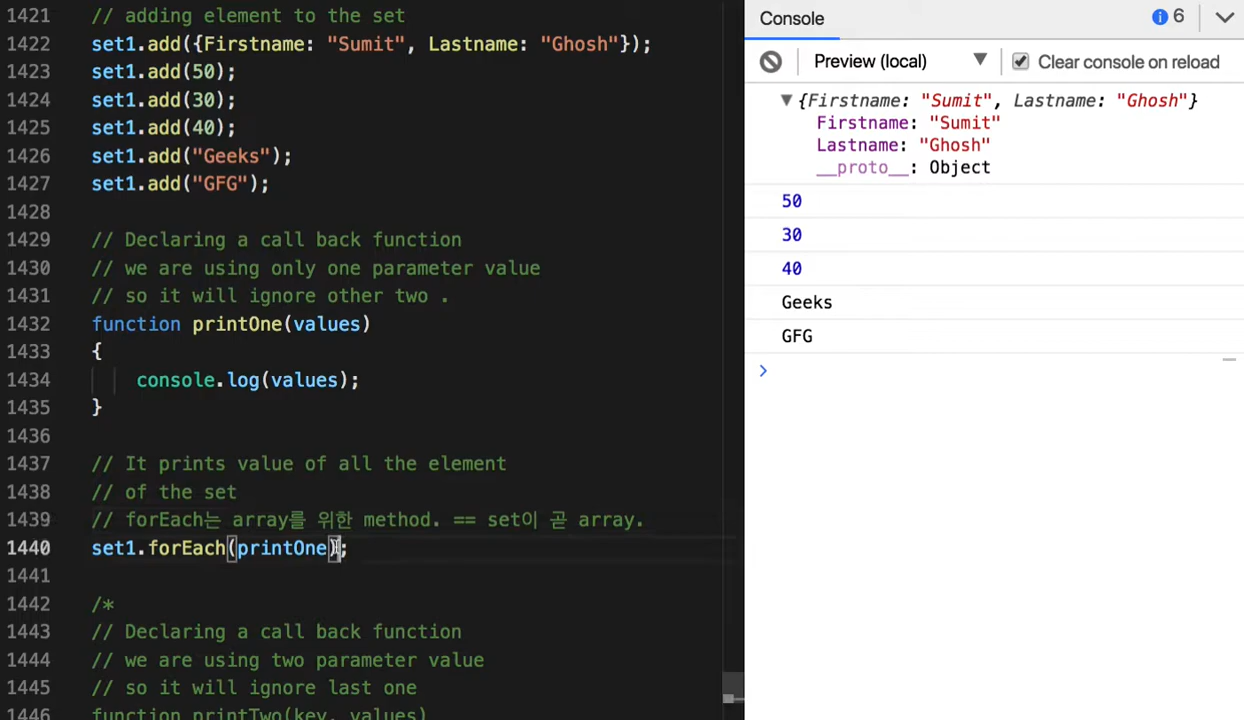 1421 // adding element to the set
1422 set1.add({Firstname: "Sumit", Lastname: "Ghosh"});
1423 set1.add(50);
1424 set1.add(30);
1425 set1.add(40);
1426 set1.add("Geeks");
1427 set1.add("GFG");
1428
1429 // Declaring a call back function
1430 // we are using only one parameter value
1431 // so it will ignore other two .
1432 function printOne(values)
1433 {
1434 console.log(values);
1435 }
1436
1437 // It prints value of all the element
1438 // of the set
1439 // forEach는 array를 위한 method. == set이 곧 array.
1440 set1.forEach(printOne);
1441
1442 /*
1443 // Declaring a call back function
1444 // we are using two parameter value
1445 // so it will ignore last one
1446 function printTwo(key, values)
Console
6
Preview (local)
Clear console on reload
{Firstname: "Sumit", Lastname: "Ghosh"}
Firstname: "Sumit"
Lastname: "Ghosh"
__proto__: Object
50
30
40
Geeks
GFG